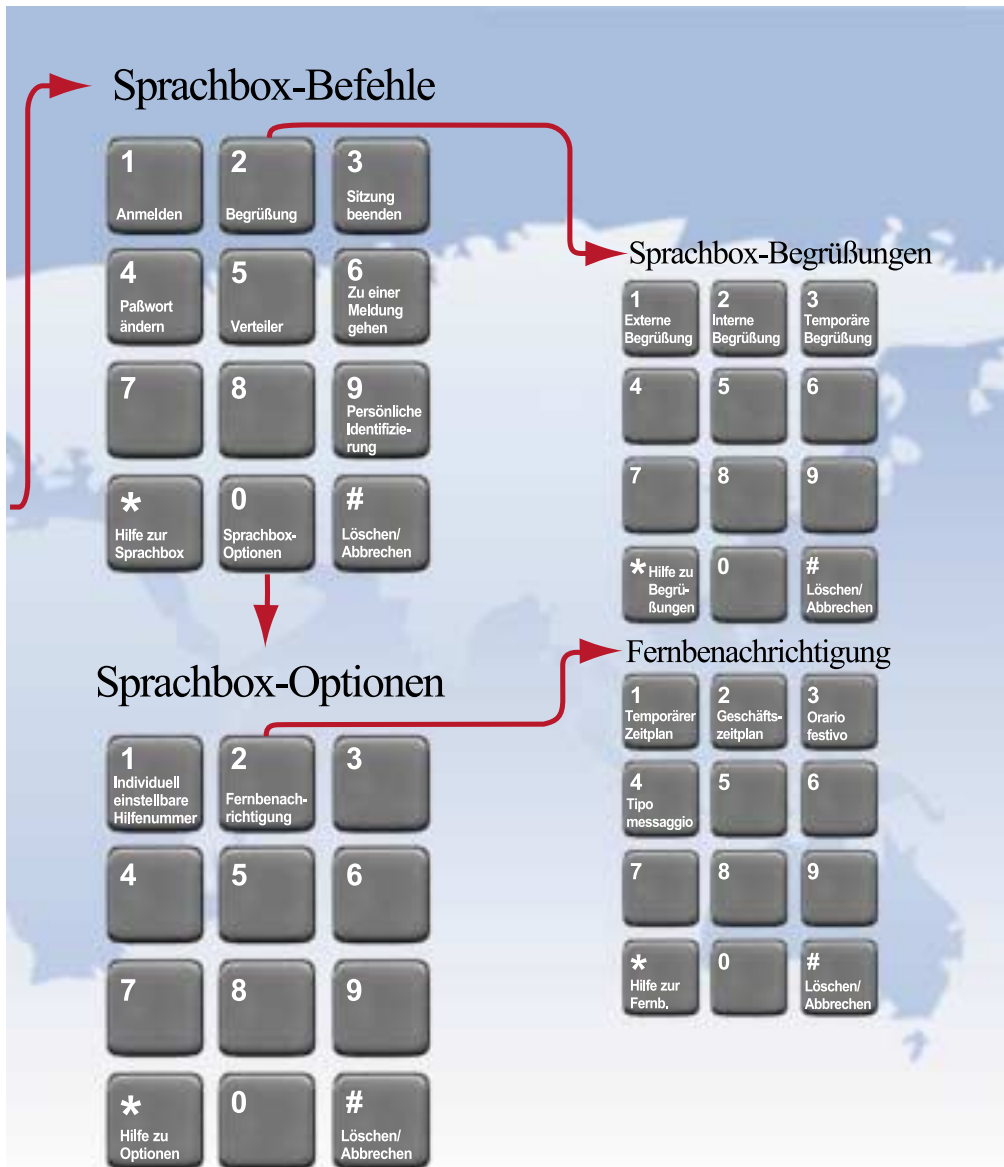 Sprachbox-Befehle
1
Anmelden
2
Begrüßung
3
Sitzung
beenden
4
Paßwort
ändern
5
Verteiler
6
Zu einer
Meldung
gehen
7
8
9
Persönliche
Identifizie-
rung
*
Hilfe zur
Sprachbox
0
Sprachbox-
Optionen
#
Löschen/
Abbrechen
Sprachbox-Begrüßungen
1
Externe
Begrüßung
2
Interne
Begrüßung
3
Temporäre
Begrüßung
4
5
6
7
8
9
* Hilfe zu
Begrü-
ßungen
0
#
Löschen/
Abbrechen
Sprachbox-Optionen
1
Individuell
einstellbare
Hilfenummer
2
Fernbenach-
richtigung
3
4
5
6
7
8
9
*
Hilfe zu
Optionen
0
#
Löschen/
Abbrechen
Fernbenachrichtigung
1
Temporärer
Zeitplan
2
Geschäfts-
zeitplan
3
Orario
festivo
4
Tipo
messaggio
5
6
7
8
9
*
Hilfe zur
Fernb.
0
#
Löschen/
Abbrechen